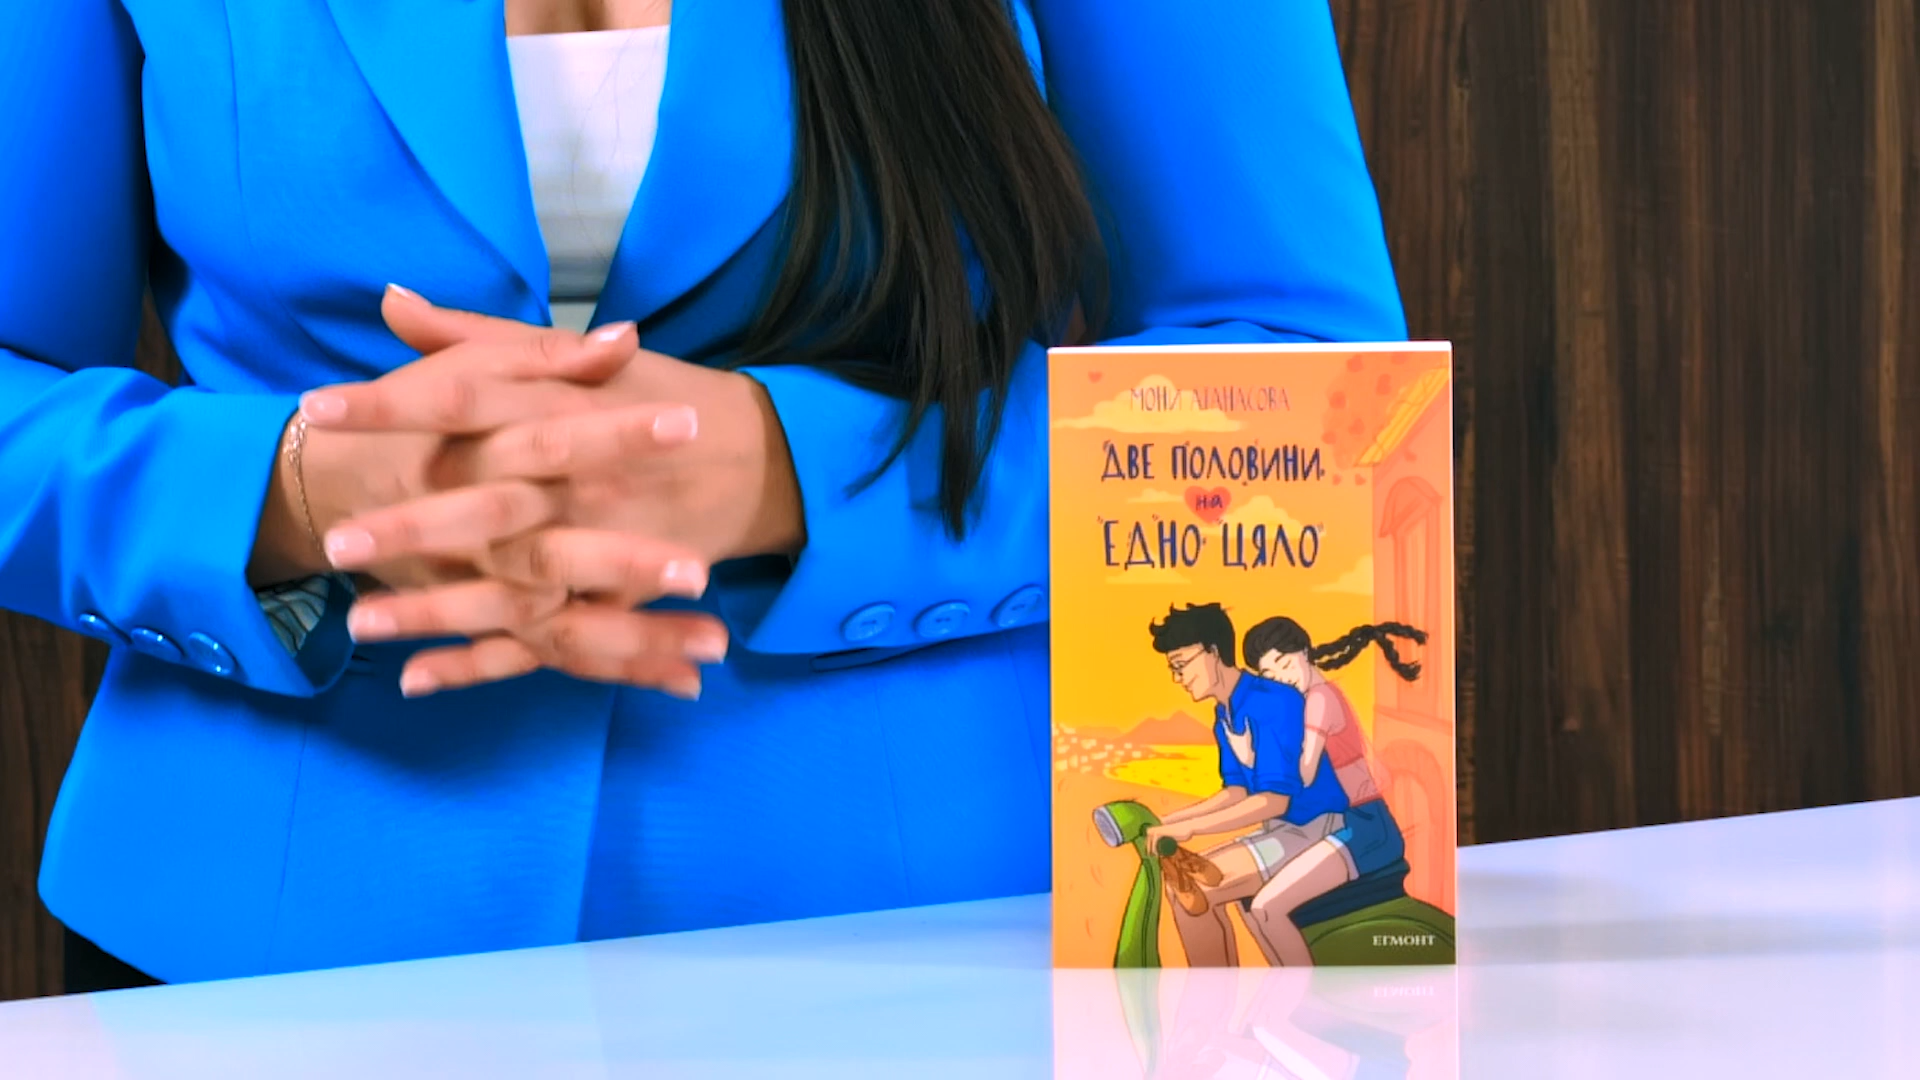 МОНИ АТАНАСОВА
ДВЕ ПОЛОВИНИ
на
ЕДНО ЦЯЛО
ЕГМОНТ